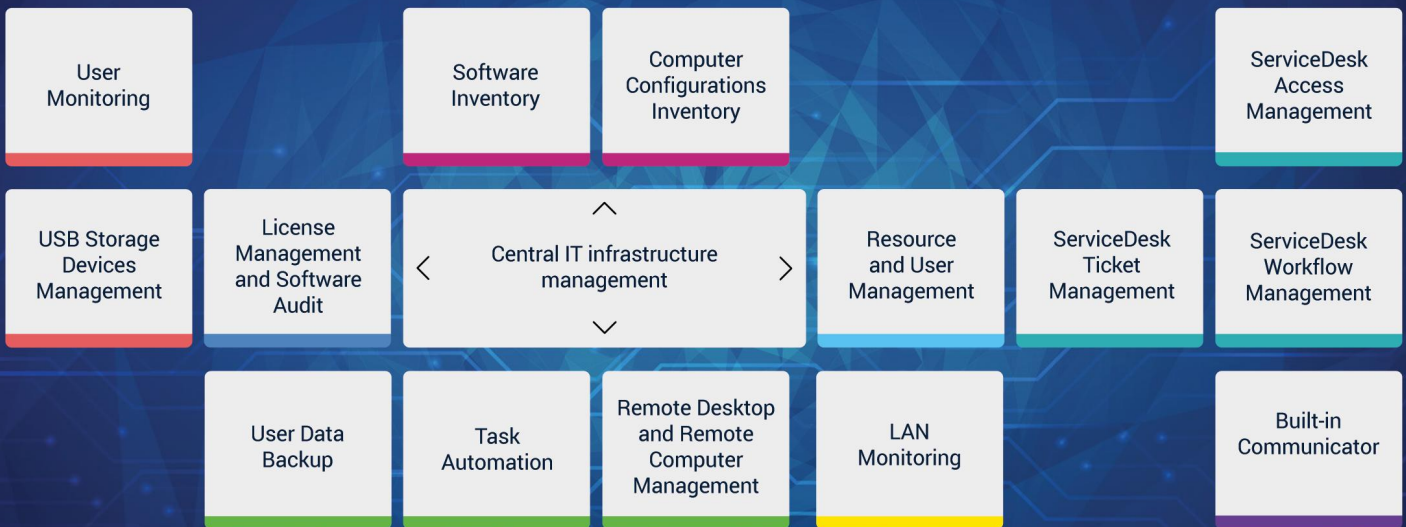 User
Monitoring
Software
Inventory
Computer
Configurations
Inventory
ServiceDesk
Access
Management
USB Storage
Devices
Management
License
Management
and Software
Audit
Central IT infrastructure
management
Resource
and User
Management
ServiceDesk
Ticket
Management
ServiceDesk
Workflow
Management
User Data
Backup
Task
Automation
Remote Desktop
and Remote
Computer
Management
LAN
Monitoring
Built-in
Communicator